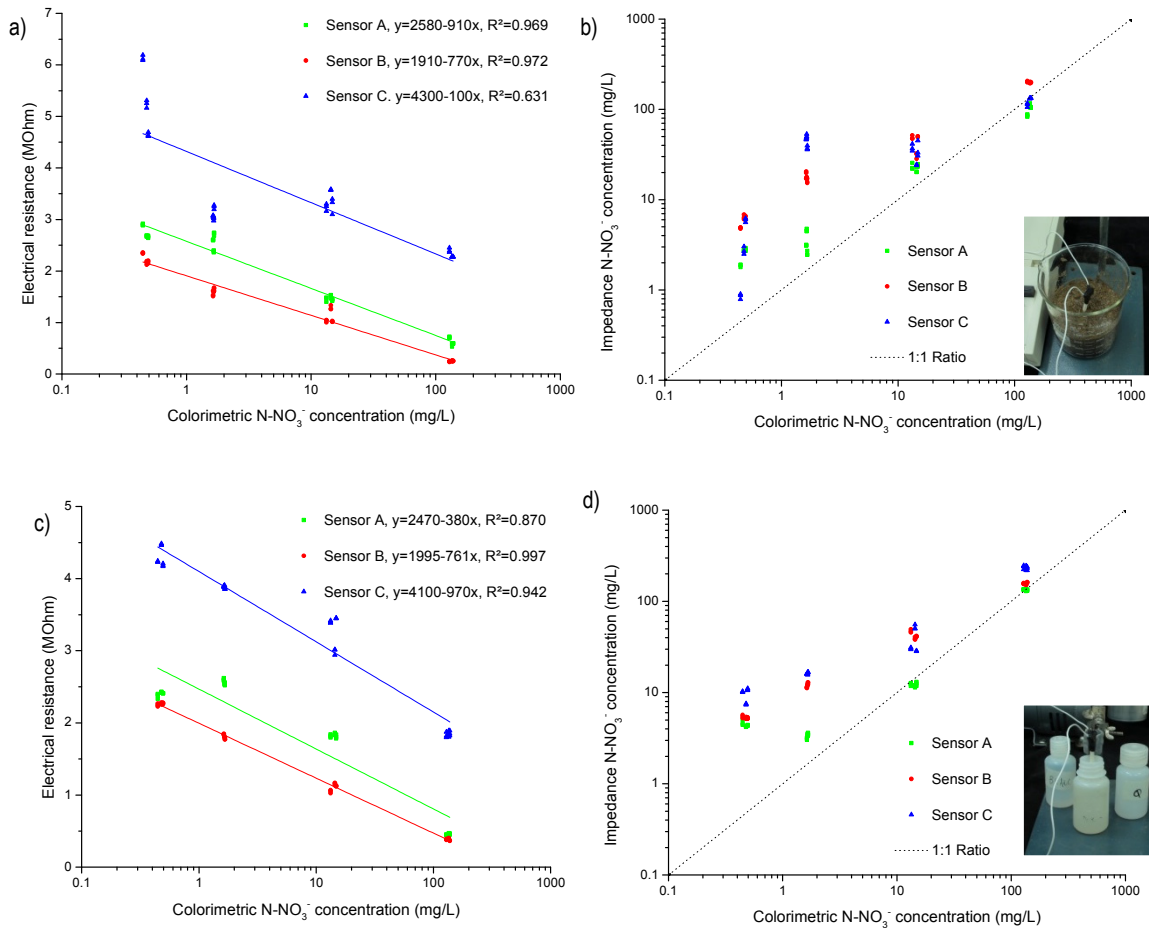 a)
Sensor A, y=2580-910x, R²=0.969
Sensor B, y=1910-770x, R²=0.972
Sensor C. y=4300-100x, R²=0.631
Electrical resistance (MOhm)
7
6
5
4
3
2
1
0
0.1 1 10 100 1000
Colorimetric N-NO₃⁻ concentration (mg/L)
b)
Impedance N-NO₃⁻ concentration (mg/L)
1000
100
10
1
0.1
Sensor A
Sensor B
Sensor C
1:1 Ratio
0.1 1 10 100 1000
Colorimetric N-NO₃⁻ concentration (mg/L)
c)
Sensor A, y=2470-380x, R²=0.870
Sensor B, y=1995-761x, R²=0.997
Sensor C, y=4100-970x, R²=0.942
Electrical resistance (MOhm)
5
4
3
2
1
0
0.1 1 10 100 1000
Colorimetric N-NO₃⁻ concentration (mg/L)
d)
Impedance N-NO₃⁻ concentration (mg/L)
1000
100
10
1
0.1
Sensor A
Sensor B
Sensor C
1:1 Ratio
0.1 1 10 100 1000
Colorimetric N-NO₃⁻ concentration (mg/L)